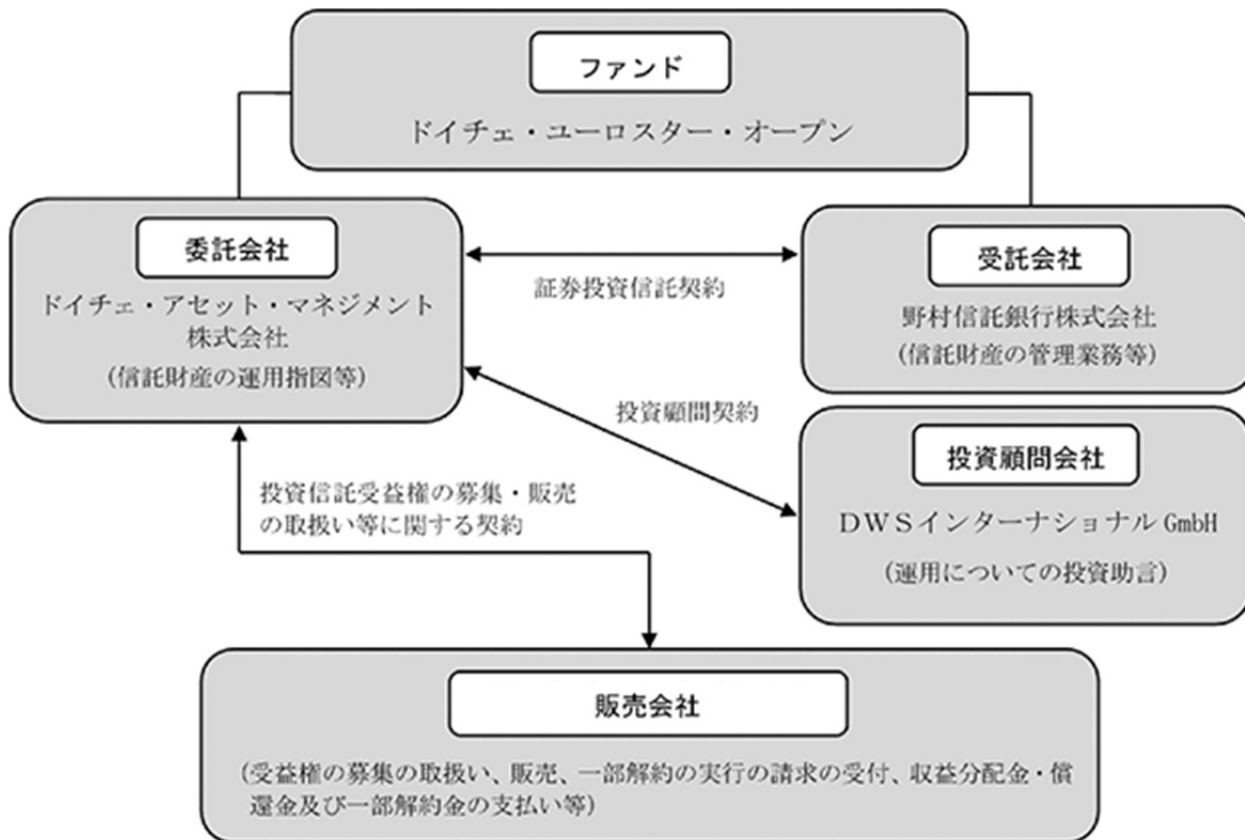 ファンド
ドイチェ・ユーロスター・オープン
委託会社
ドイチェ・アセット・マネジメント
株式会社
(信託財産の運用指図等)
証券投資信託契約
受託会社
野村信託銀行株式会社
(信託財産の管理業務等)
投資顧問契約
投資顧問会社
DWSインターナショナル GmbH
(運用についての投資助言)
投資信託受益権の募集・販売
の取扱い等に関する契約
販売会社
(受益権の募集の取扱い、販売、一部解約の実行の請求の受付、収益分配金・償
還金及び一部解約金の支払い等)